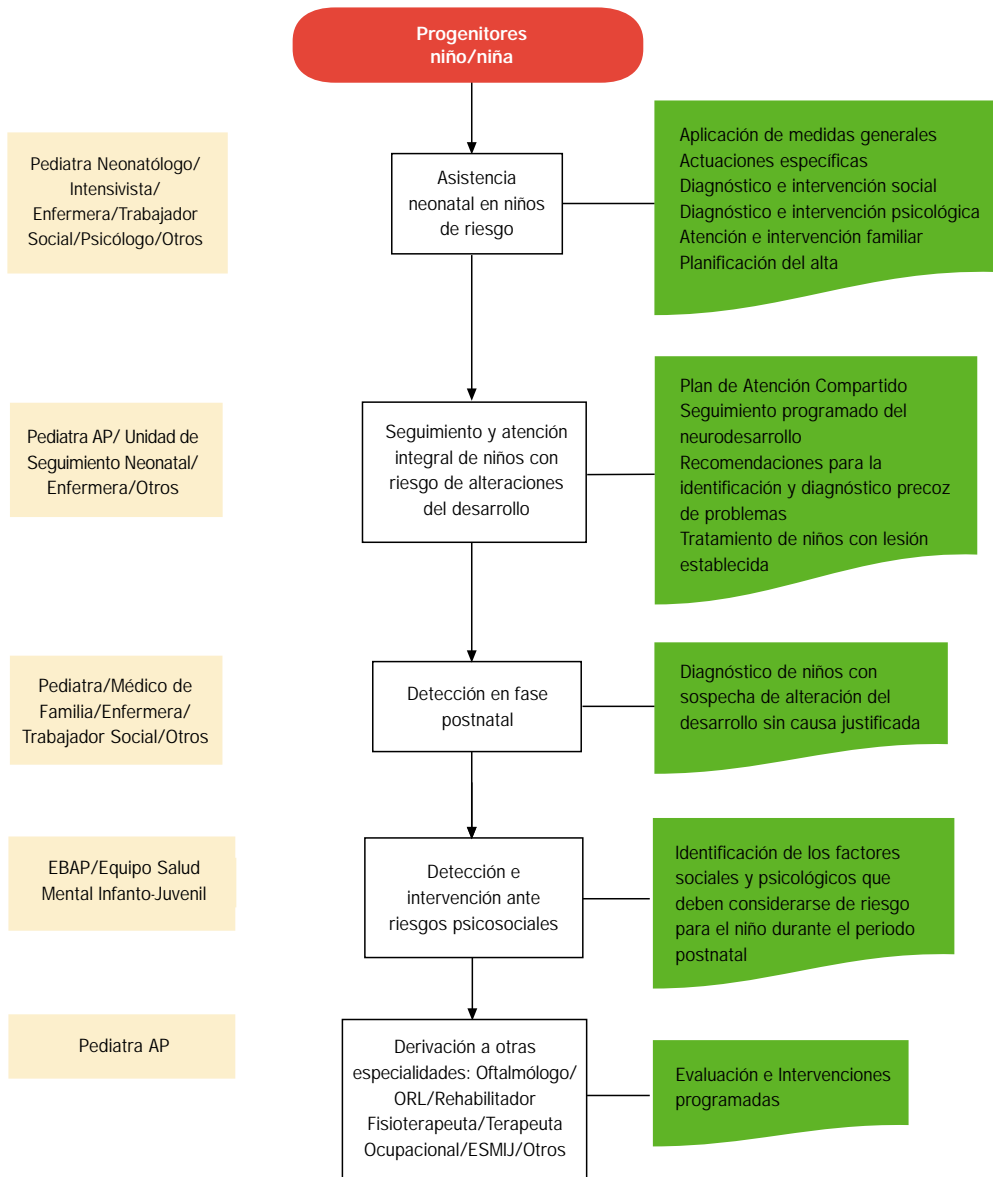 Progenitores
niño/niña
Pediatra Neonatólogo/
Intensivista/
Enfermera/Trabajador
Social/Psicólogo/Otros
Asistencia
neonatal en niños
de riesgo
Aplicación de medidas generales
Actuaciones específicas
Diagnóstico e intervención social
Diagnóstico e intervención psicológica
Atención e intervención familiar
Planificación del alta
Pediatra AP/ Unidad de
Seguimiento Neonatal/
Enfermera/Otros
Seguimiento y atención
integral de niños con
riesgo de alteraciones
del desarrollo
Plan de Atención Compartido
Seguimiento programado del
neurodesarrollo
Recomendaciones para la
identificación y diagnóstico precoz
de problemas
Tratamiento de niños con lesión
establecida
Pediatra/Médico de
Familia/Enfermera/
Trabajador Social/Otros
Detección en fase
postnatal
Diagnóstico de niños con
sospecha de alteración del
desarrollo sin causa justificada
EBAP/Equipo Salud
Mental Infanto-Juvenil
Detección e
intervención ante
riesgos psicosociales
Identificación de los factores
sociales y psicológicos que
deben considerarse de riesgo
para el niño durante el periodo
postnatal
Pediatra AP
Derivación a otras
especialidades: Oftalmólogo/
ORL/Rehabilitador
Fisioterapeuta/Terapeuta
Ocupacional/ESMIJ/Otros
Evaluación e Intervenciones
programadas